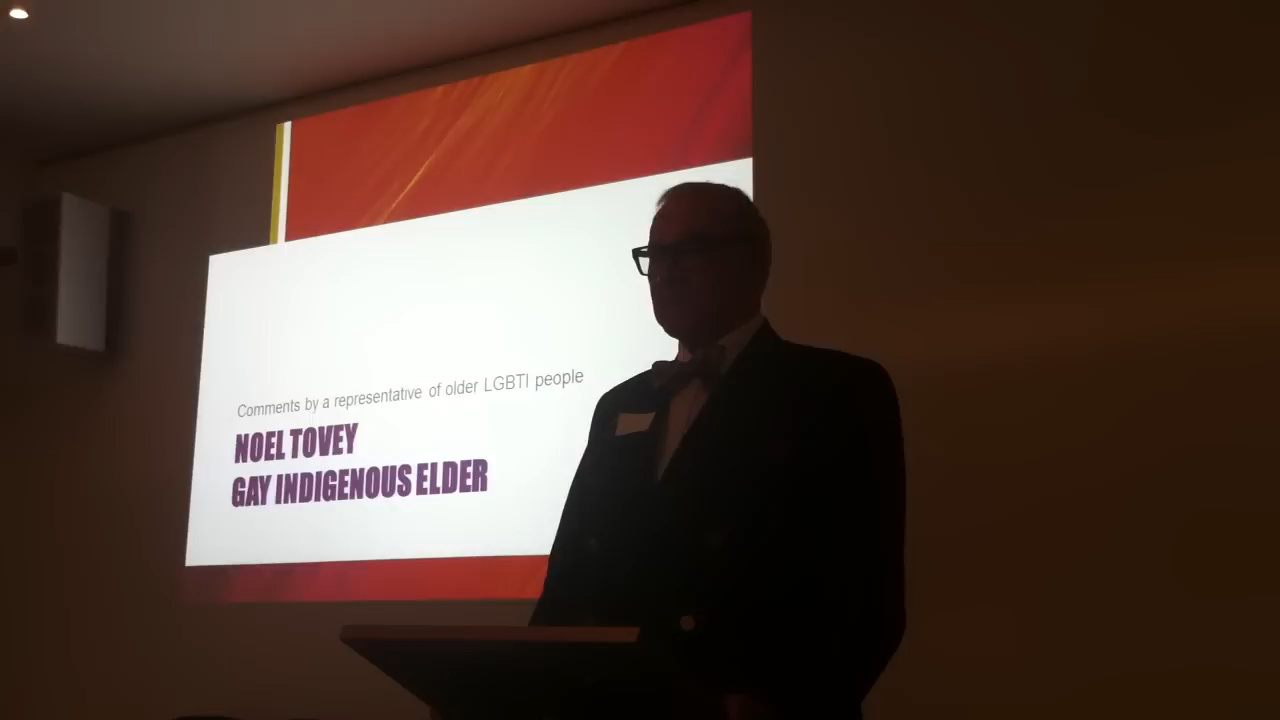 Comments by a representative of older LGBTI people
NOEL TOVEY
GAY INDIGENOUS ELDER